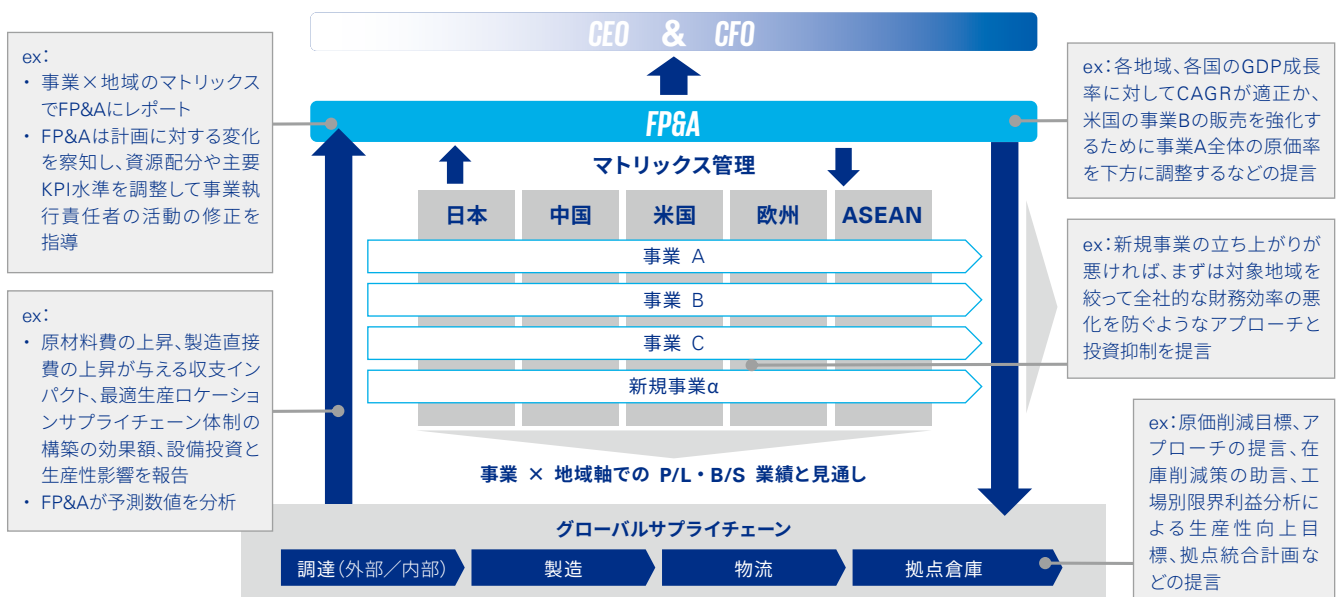 CEO & CFO
ex:
・ 事業×地域のマトリックス
でFP&Aにレポート
・ FP&Aは計画に対する変化
を察知し、資源配分や主要
KPI水準を調整して事業執
行責任者の活動の修正を
指導
ex:
・ 原材料費の上昇、製造直接
費の上昇が与える収支イン
パクト、最適生産ロケーショ
ンサプライチェーン体制の
構築の効果額、設備投資と
生産性影響を報告
・ FP&Aが予測数値を分析
FP&A
マトリックス管理
日本 中国 米国 欧州 ASEAN
事業 A
事業 B
事業 C
新規事業α
事業 × 地域軸での P/L・B/S 業績と見通し
グローバルサプライチェーン
調達(外部/内部) 製造 物流 拠点倉庫
ex:各地域、各国のGDP成長
率に対してCAGRが適正か、
米国の事業Bの販売を強化す
るために事業A全体の原価率
を下方に調整するなどの提言
ex:新規事業の立ち上がりが
悪ければ、まずは対象地域を
絞って全社的な財務効率の悪
化を防ぐようなアプローチと
投資抑制を提言
ex:原価削減目標、ア
プローチの提言、在
庫削減策の助言、工
場別限界利益分析に
よる生産性向上目
標、拠点統合計画な
どの提言